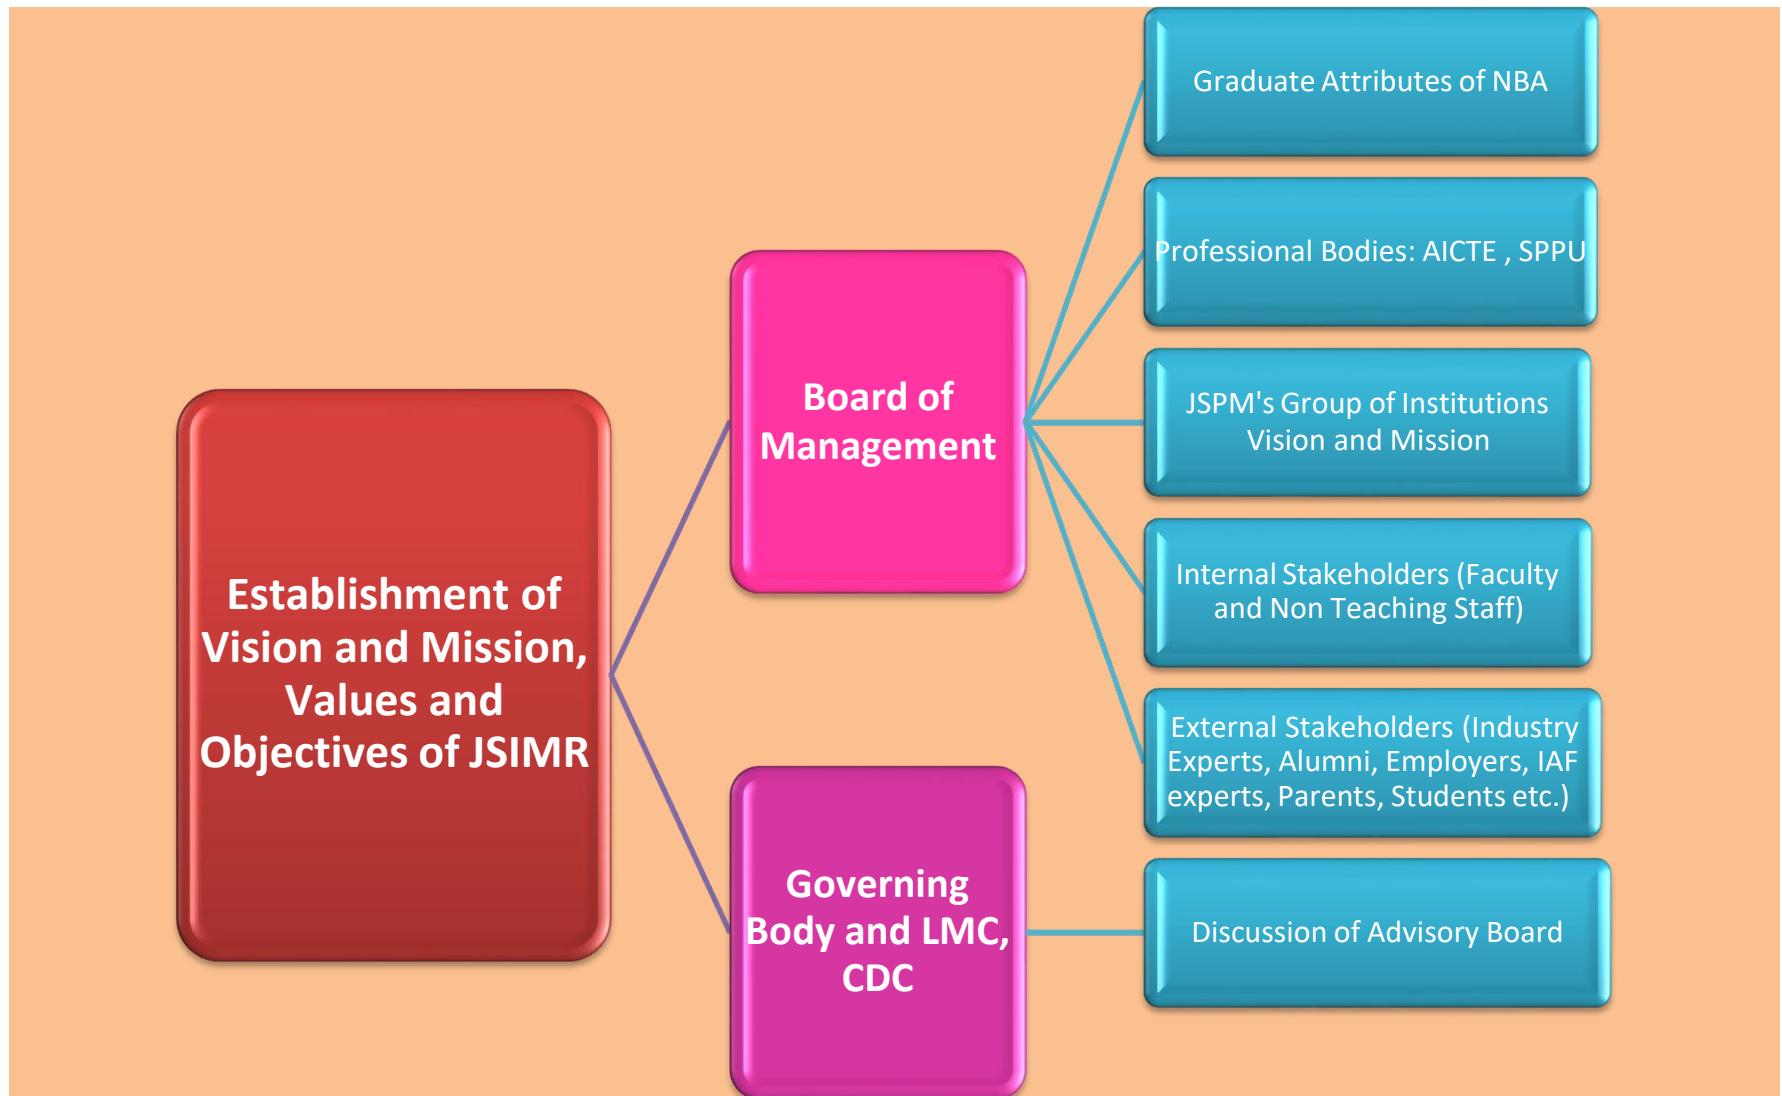 Establishment of
Vision and Mission,
Values and
Objectives of JSIMR
Board of
Management
Governing
Body and LMC,
CDC
Graduate Attributes of NBA
Professional Bodies: AICTE , SPPU
JSPM's Group of Institutions
Vision and Mission
Internal Stakeholders (Faculty
and Non Teaching Staff)
External Stakeholders (Industry
Experts, Alumni, Employers, IAF
experts, Parents, Students etc.)
Discussion of Advisory Board